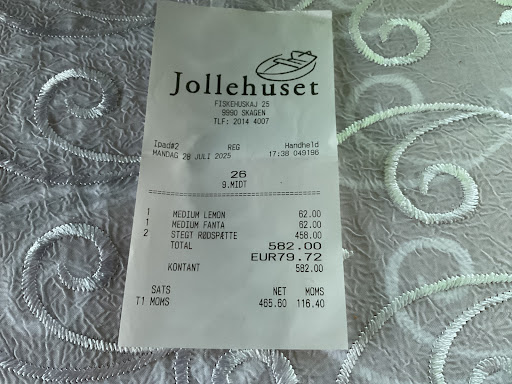 Jollehuset
FISKEHUSKAJ 25
9990 SKAGEN
TLF: 2014 4007
Ipad#2 REG Handheld
MANDAG 28 JULI 2025 17:38 049196
26
9.MIDT
1 MEDIUM LEMON 62.00
1 MEDIUM FANTA 62.00
2 STEGT RØDSPÆTTE 458.00
TOTAL 582.00
EUR79.72
KONTANT 582.00
SATS NET MOMS
T1 MOMS 465.60 116.40